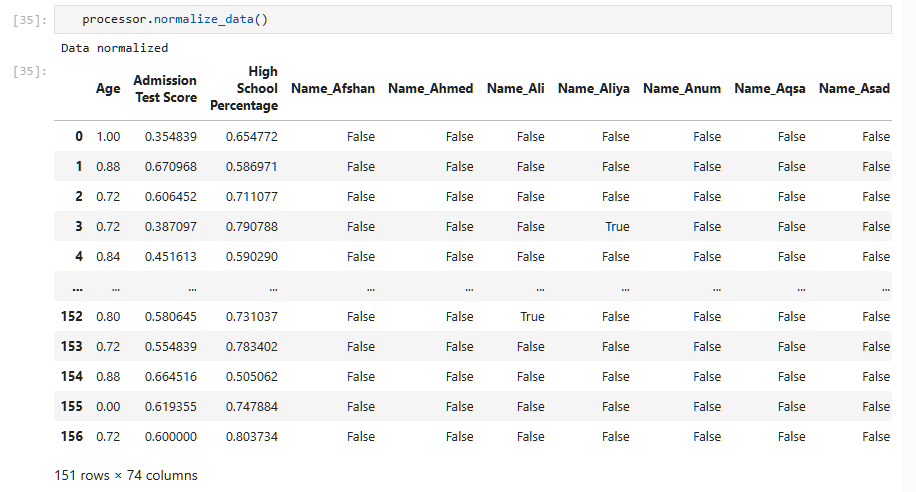 [35]: processor.normalize_data()
Data normalized
[35]:
Age Admission Test Score High School Percentage Name_Afshan Name_Ahmed Name_Ali Name_Aliya Name_Anum Name_Aqsa Name_Asad
0 1.00 0.354839 0.654772 False False False False False False False
1 0.88 0.670968 0.586971 False False False False False False False
2 0.72 0.606452 0.711077 False False False False False False False
3 0.72 0.387097 0.790788 False False False True False False False
4 0.84 0.451613 0.590290 False False False False False False False
... ... ... ... ... ... ... ... ... ... ...
152 0.80 0.580645 0.731037 False False True False False False False
153 0.72 0.554839 0.783402 False False False False False False False
154 0.88 0.664516 0.505062 False False False False False False False
155 0.00 0.619355 0.747884 False False False False False False False
156 0.72 0.600000 0.803734 False False False False False False False
151 rows × 74 columns